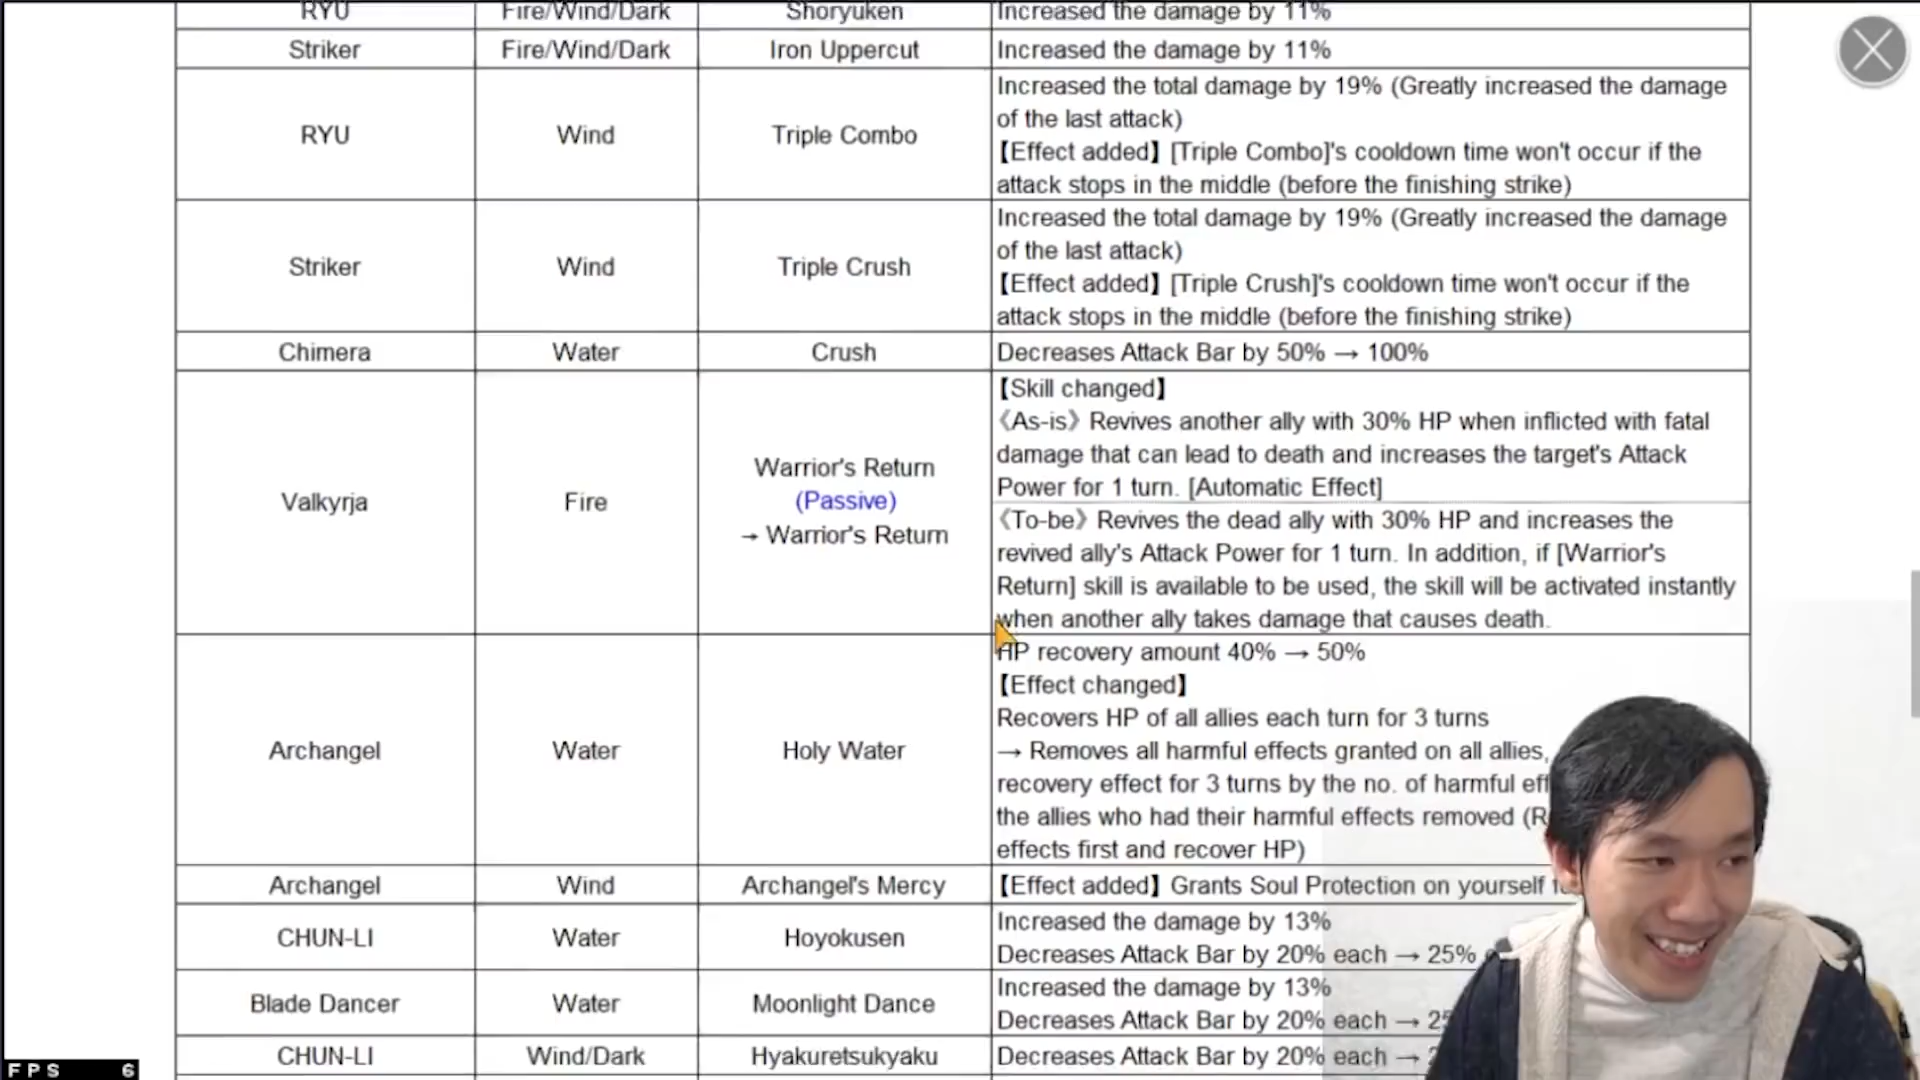 RYU Fire/Wind/Dark Shoryuken Increased the damage by 11%
Striker Fire/Wind/Dark Iron Uppercut Increased the damage by 11%
RYU Wind Triple Combo
Increased the total damage by 19% (Greatly increased the damage
of the last attack)
【Effect added】[Triple Combo]'s cooldown time won't occur if the
attack stops in the middle (before the finishing strike)
Striker Wind Triple Crush
Increased the total damage by 19% (Greatly increased the damage
of the last attack)
【Effect added】[Triple Crush]'s cooldown time won't occur if the
attack stops in the middle (before the finishing strike)
Chimera Water Crush Decreases Attack Bar by 50% → 100%
Valkyrja Fire
Warrior's Return
(Passive)
→ Warrior's Return
【Skill changed】
《As-is》Revives another ally with 30% HP when inflicted with fatal
damage that can lead to death and increases the target's Attack
Power for 1 turn. [Automatic Effect]
《To-be》Revives the dead ally with 30% HP and increases the
revived ally's Attack Power for 1 turn. In addition, if [Warrior's
Return] skill is available to be used, the skill will be activated instantly
when another ally takes damage that causes death.
Archangel Water Holy Water
HP recovery amount 40% → 50%
【Effect changed】
Recovers HP of all allies each turn for 3 turns
→ Removes all harmful effects granted on all allies,
recovery effect for 3 turns by the no. of harmful
the allies who had their harmful effects removed
effects first and recover HP)
Archangel Wind Archangel's Mercy 【Effect added】Grants Soul Protection on yourself
CHUN-LI Water Hoyokusen
Increased the damage by 13%
Decreases Attack Bar by 20% each → 25%
Blade Dancer Water Moonlight Dance
Increased the damage by 13%
Decreases Attack Bar by 20% each →
CHUN-LI Wind/Dark Hyakuretsukyaku Decreases Attack Bar by 20% each →
FPS 6